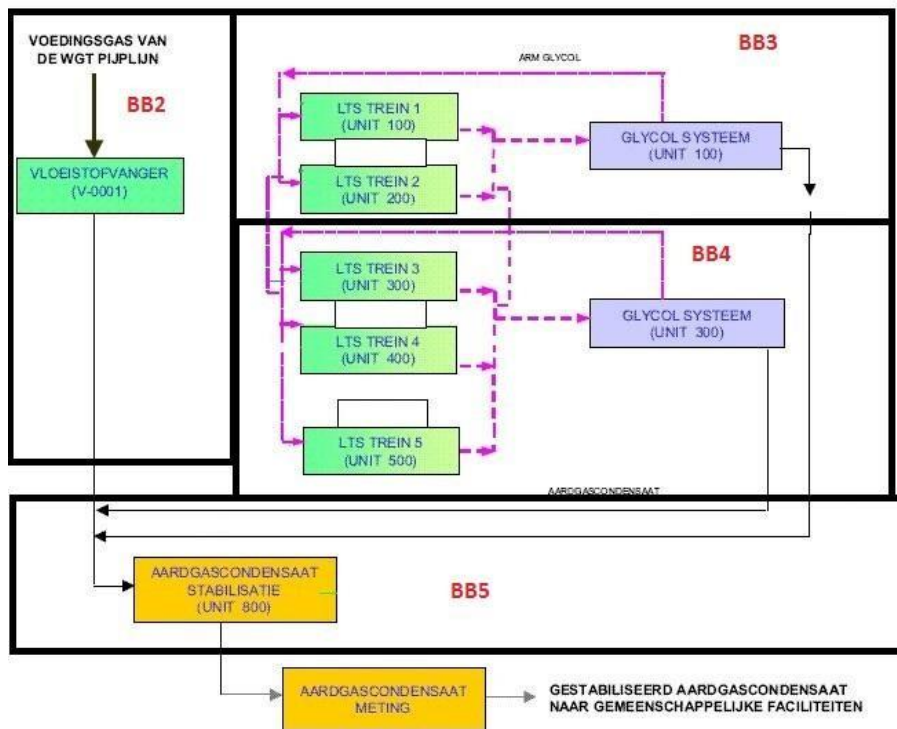 VOEDINGSGAS VAN
DE WGT PIJPLIJN
BB2
VLOEISTOFVANGER
(V-0001)
BB3
ARM GLYCOL
LTS TREIN 1
(UNIT 100)
GLYCOL SYSTEEM
(UNIT 100)
LTS TREIN 2
(UNIT 200)
BB4
LTS TREIN 3
(UNIT 300)
GLYCOL SYSTEEM
(UNIT 300)
LTS TREIN 4
(UNIT 400)
LTS TREIN 5
(UNIT 500)
AARDGASCONDENSAAT
AARDGASCONDENSAAT
STABILISATIE
(UNIT 800)
BB5
AARDGASCONDENSAAT
METING
GESTABILISEERD AARDGASCONDENSAAT
NAAR GEMEENSCHAPPELIJKE FACILITEITEN